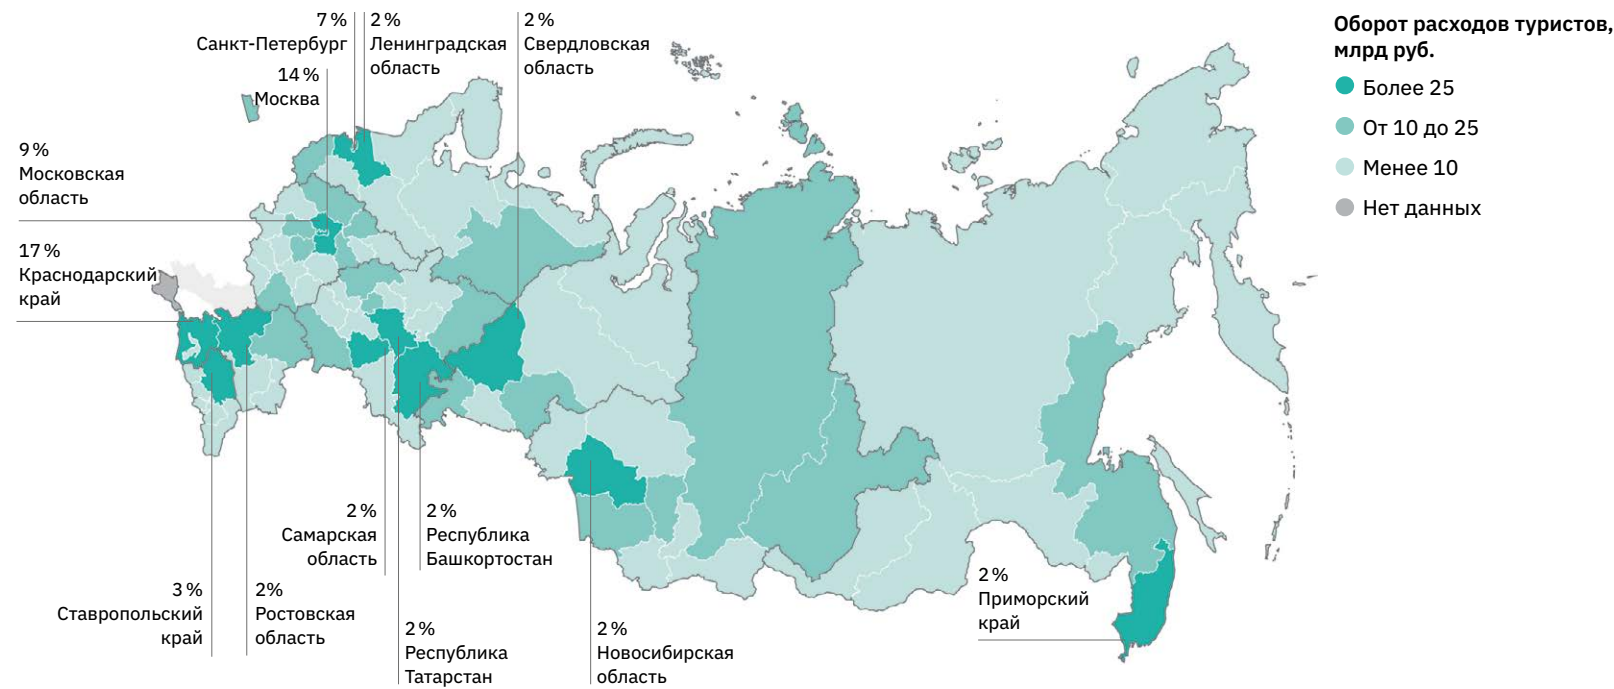 7 %
Санкт-Петербург
2 %
Ленинградская
область
2 %
Свердловская
область
14 %
Москва
9 %
Московская
область
17 %
Краснодарский
край
2 %
Самарская
область
2 %
Республика
Башкортостан
3 %
Ставропольский
край
2%
Ростовская
область
2 %
Республика
Татарстан
2 %
Новосибирская
область
2 %
Приморский
край
Оборот расходов туристов,
млрд руб.
Более 25
От 10 до 25
Менее 10
Нет данных